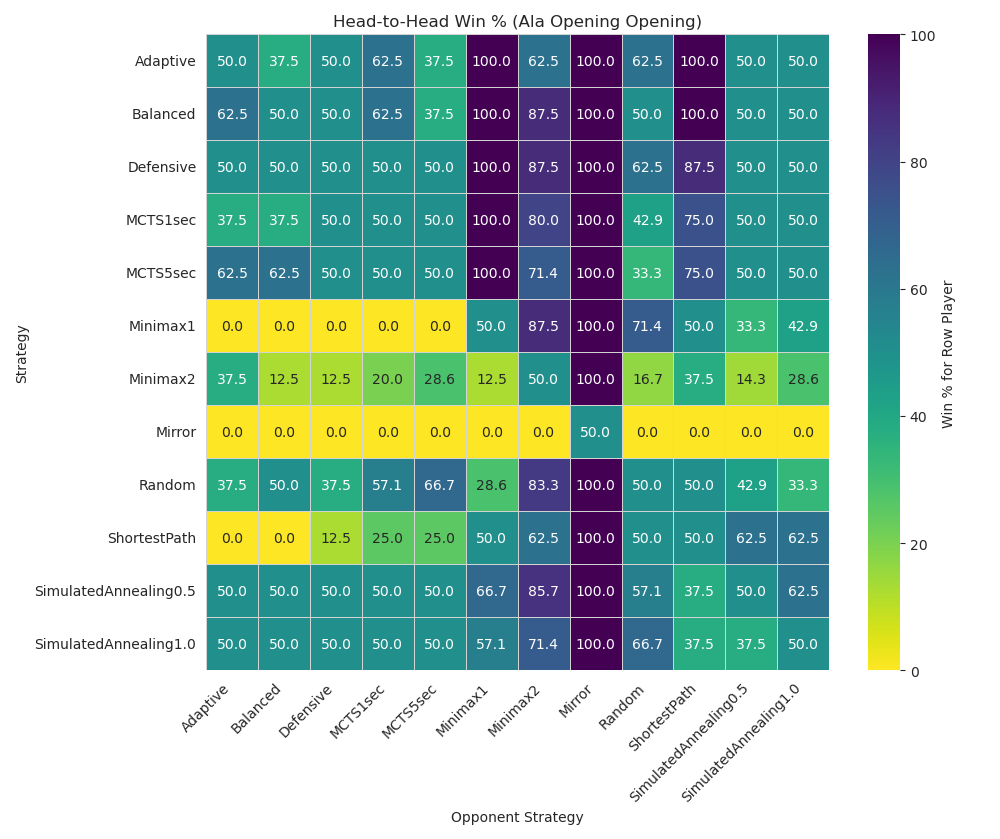 Head-to-Head Win % (Ala Opening Opening)
Strategy
Adaptive 50.0 37.5 50.0 62.5 37.5 100.0 62.5 100.0 62.5 100.0 50.0 50.0
Balanced 62.5 50.0 50.0 62.5 37.5 100.0 87.5 100.0 50.0 100.0 50.0 50.0
Defensive 50.0 50.0 50.0 50.0 50.0 100.0 87.5 100.0 62.5 87.5 50.0 50.0
MCTS1sec 37.5 37.5 50.0 50.0 50.0 100.0 80.0 100.0 42.9 75.0 50.0 50.0
MCTS5sec 62.5 62.5 50.0 50.0 50.0 100.0 71.4 100.0 33.3 75.0 50.0 50.0
Minimax1 0.0 0.0 0.0 0.0 0.0 50.0 87.5 100.0 71.4 50.0 33.3 42.9
Minimax2 37.5 12.5 12.5 20.0 28.6 12.5 50.0 100.0 16.7 37.5 14.3 28.6
Mirror 0.0 0.0 0.0 0.0 0.0 0.0 0.0 50.0 0.0 0.0 0.0 0.0
Random 37.5 50.0 37.5 57.1 66.7 28.6 83.3 100.0 50.0 50.0 42.9 33.3
ShortestPath 0.0 0.0 12.5 25.0 25.0 50.0 62.5 100.0 50.0 50.0 62.5 62.5
SimulatedAnnealing0.5 50.0 50.0 50.0 50.0 50.0 66.7 85.7 100.0 57.1 37.5 50.0 62.5
SimulatedAnnealing1.0 50.0 50.0 50.0 50.0 50.0 57.1 71.4 100.0 66.7 37.5 37.5 50.0
Adaptive Balanced Defensive MCTS1sec MCTS5sec Minimax1 Minimax2 Mirror Random ShortestPath SimulatedAnnealing0.5 SimulatedAnnealing1.0
Opponent Strategy
100
80
60
40
20
0
Win % for Row Player